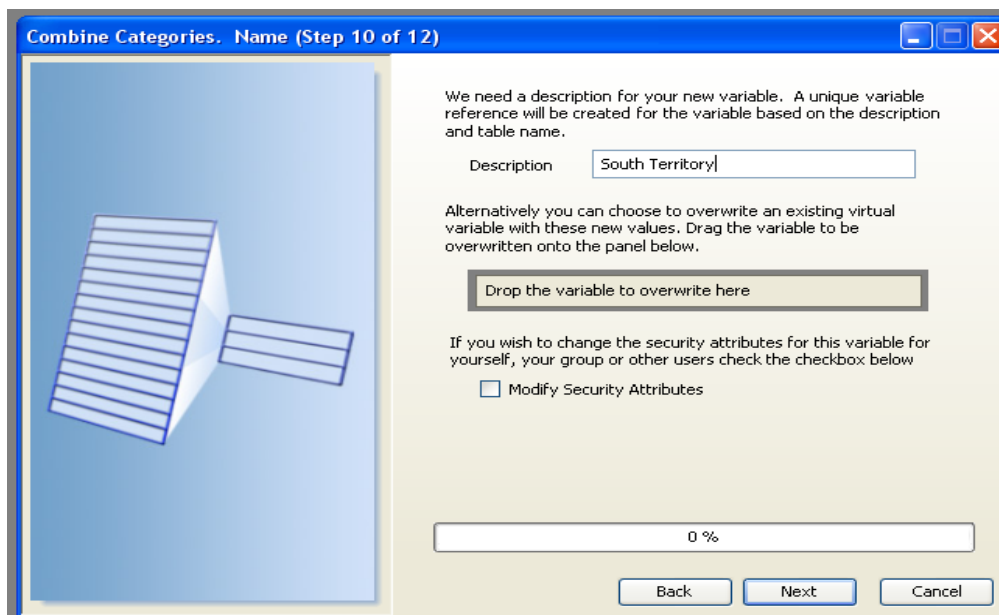 Combine Categories. Name (Step 10 of 12)
We need a description for your new variable. A unique variable
reference will be created for the variable based on the description
and table name.
Description South Territory
Alternatively you can choose to overwrite an existing virtual
variable with these new values. Drag the variable to be
overwritten onto the panel below.
Drop the variable to overwrite here
If you wish to change the security attributes for this variable for
yourself, your group or other users check the checkbox below
Modify Security Attributes
0 %
Back Next Cancel